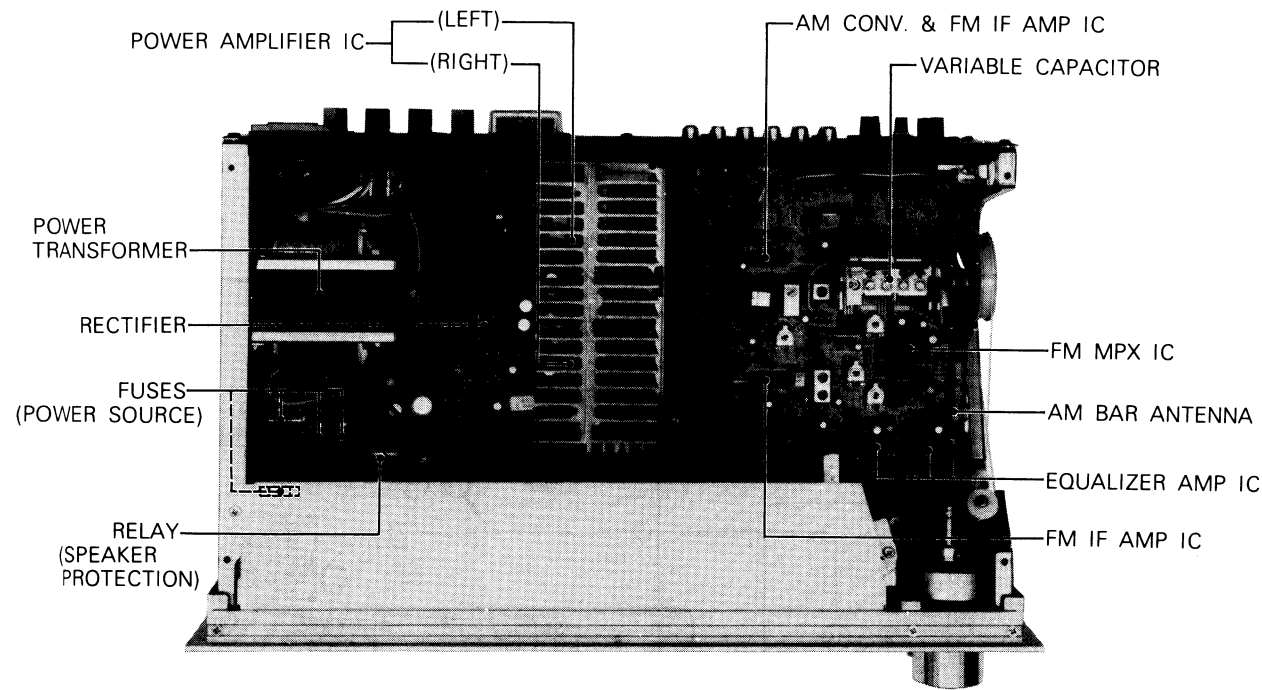 POWER AMPLIFIER IC
(LEFT)
(RIGHT)
AM CONV. & FM IF AMP IC
VARIABLE CAPACITOR
POWER
TRANSFORMER
RECTIFIER
FUSES
(POWER SOURCE)
RELAY
(SPEAKER
PROTECTION)
FM MPX IC
AM BAR ANTENNA
EQUALIZER AMP IC
FM IF AMP IC